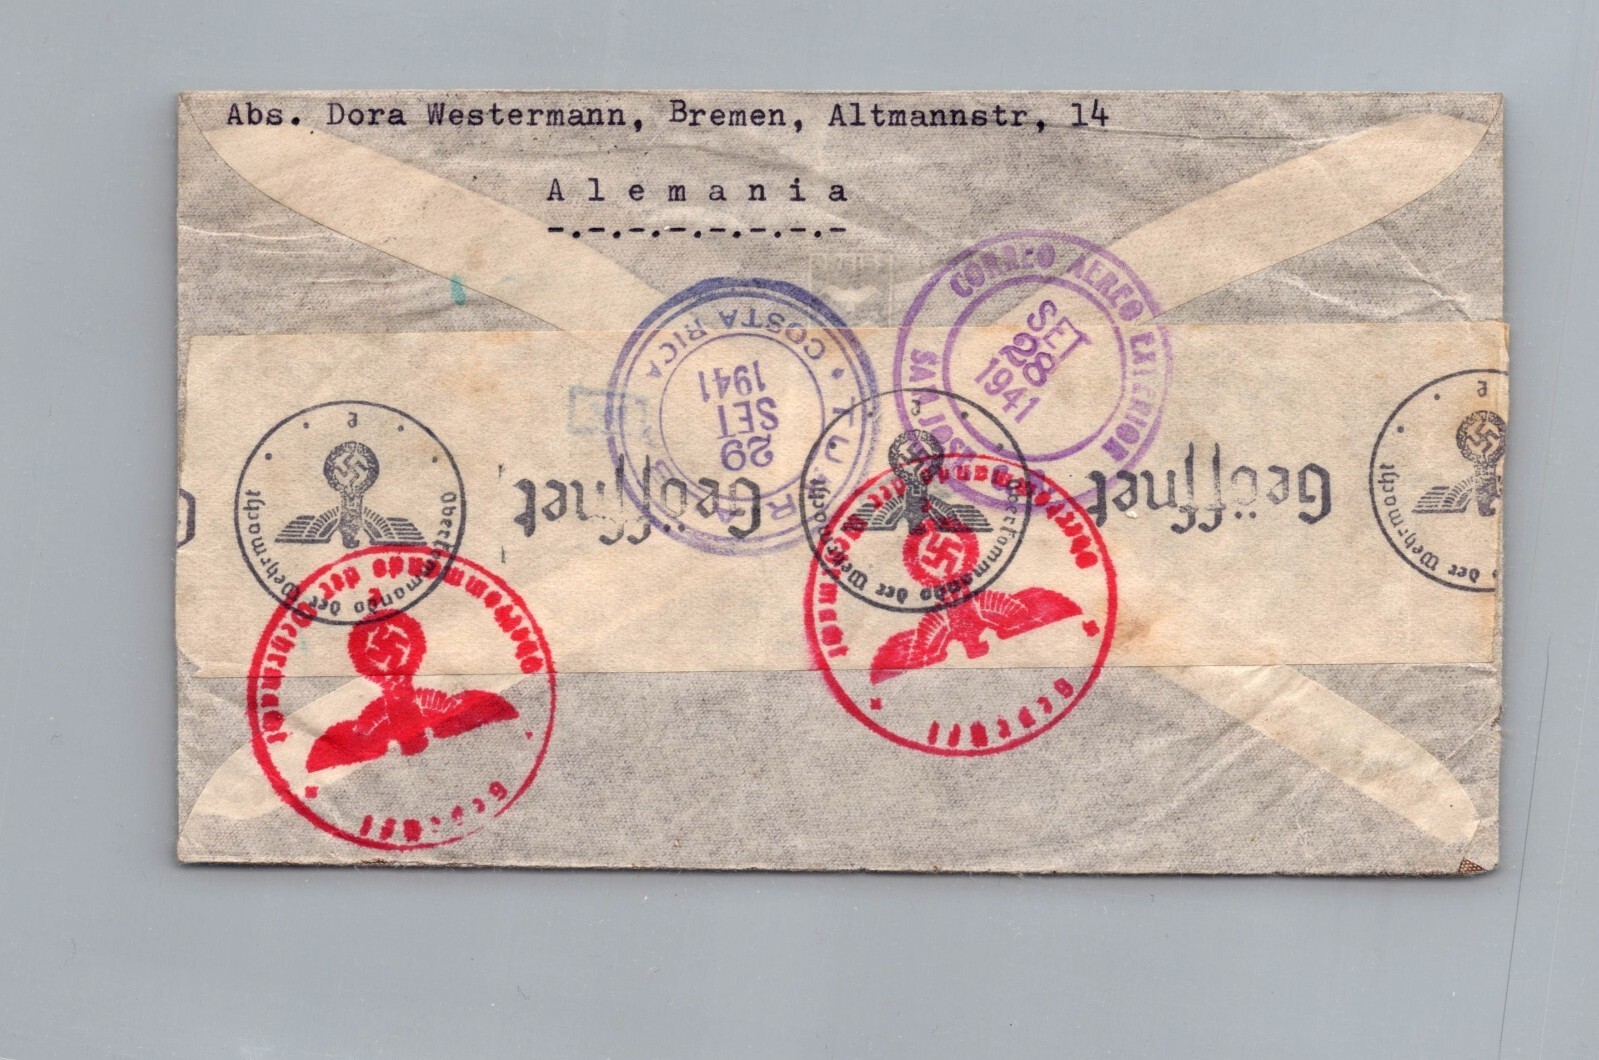 Abs. Dora Westermann, Bremen, Altmannstr, 14
Alemania
-.-.-.-.-.-.-.-
CORREO AEREO EXTERIOR
SET
28
1941
SAN JOSE
COSTA RICA
29
SET
1941
TURRIALBA
Geöffnet
Geöffnet
G
e
Oberkommando der Wehrmacht
e
Oberkommando der Wehrmacht
e
der Wehrmacht
Oberkommando der Wehrmacht
Geprüft
e
Oberkommando der Wehrmacht
Geprüft